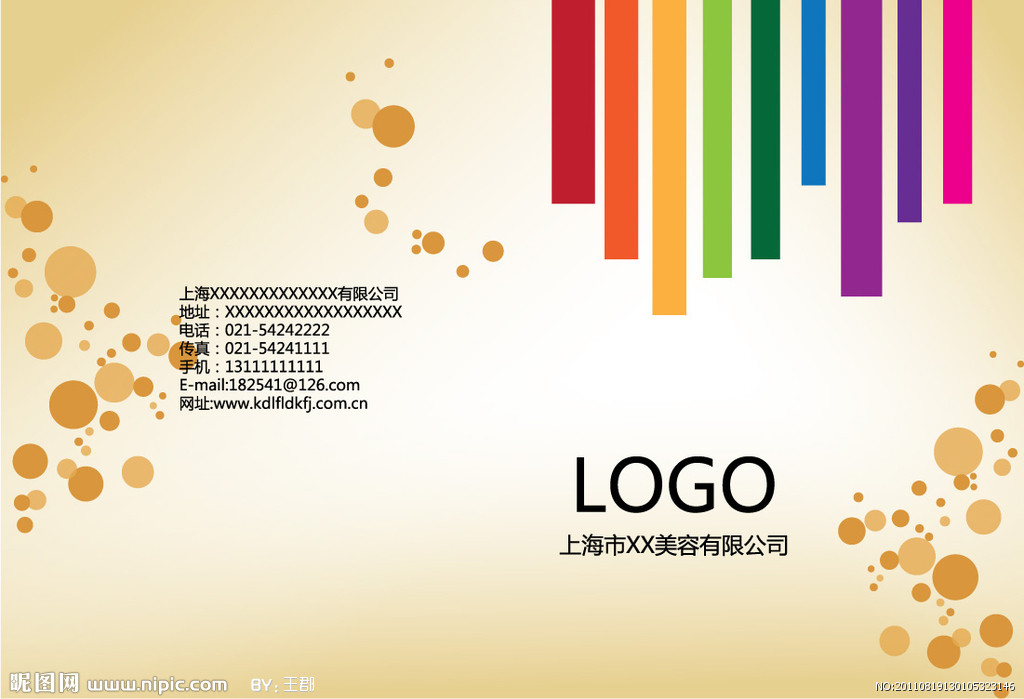 上海XXXXXXXXXXXXX有限公司
地址：XXXXXXXXXXXXXXXXXX
电话：021-54242222
传真：021-54241111
手机：13111111111
E-mail:182541@126.com
网址:www.kdlfldkfj.com.cn
LOGO
上海市XX美容有限公司
昵图网 www.nipic.com BY:王郡
NO:20110819130105323146